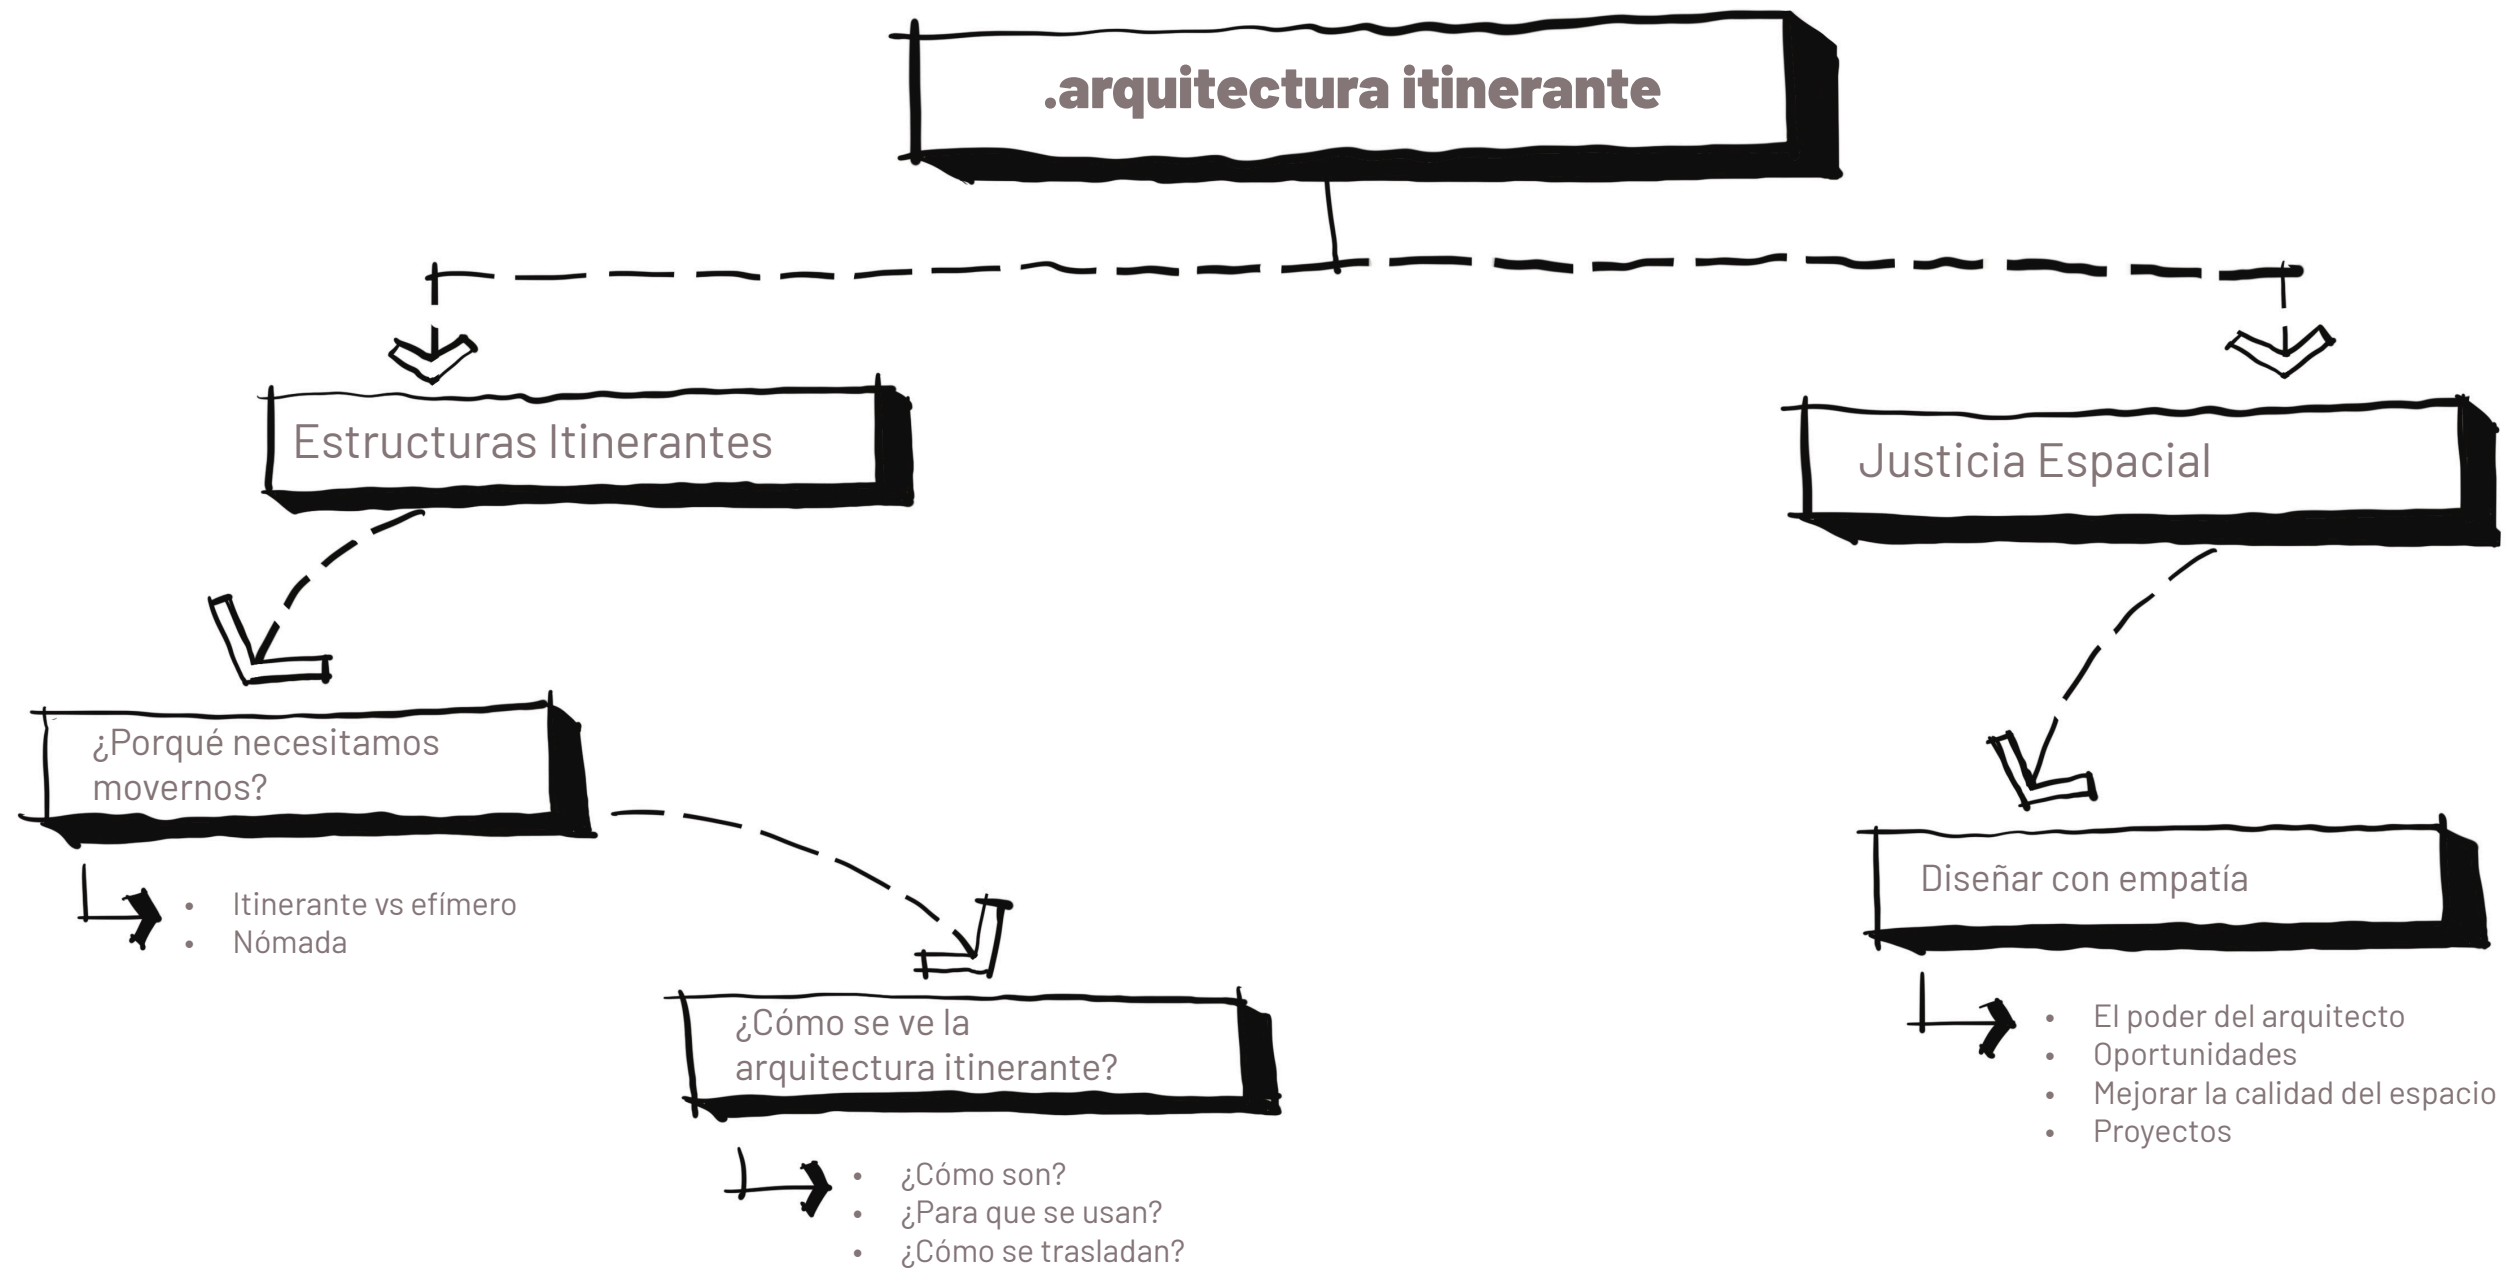 .arquitectura itinerante
Estructuras Itinerantes
Justicia Espacial
¿Porqué necesitamos
movernos?
• Itinerante vs efímero
• Nómada
¿Cómo se ve la
arquitectura itinerante?
• ¿Cómo son?
• ¿Para que se usan?
• ¿Cómo se trasladan?
Diseñar con empatía
• El poder del arquitecto
• Oportunidades
• Mejorar la calidad del espacio
• Proyectos